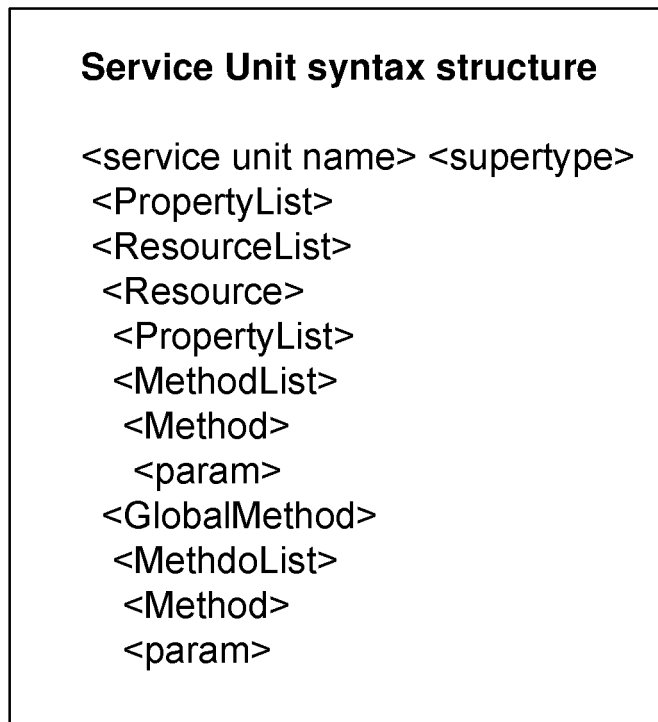 Service Unit syntax structure
<service unit name> <supertype>
<PropertyList>
<ResourceList>
<Resource>
<PropertyList>
<MethodList>
<Method>
<param>
<GlobalMethod>
<MethdoList>
<Method>
<param>